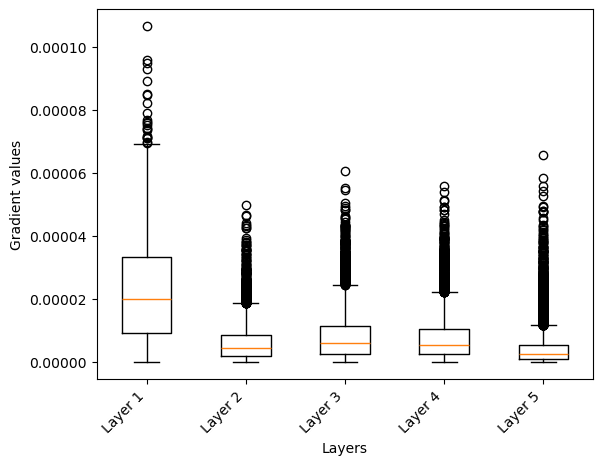 Gradient values
0.00010
0.00008
0.00006
0.00004
0.00002
0.00000
Layer 1
Layer 2
Layer 3
Layer 4
Layer 5
Layers